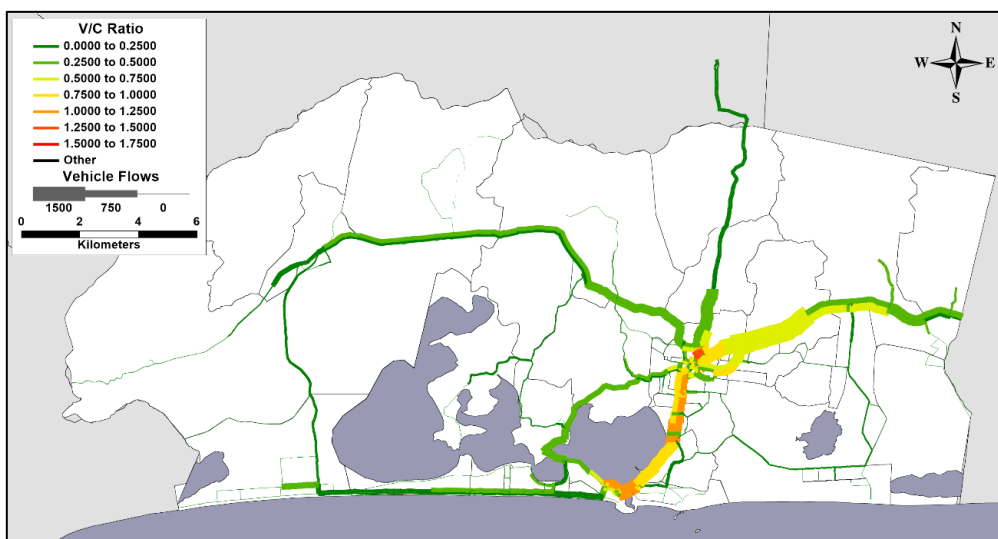 V/C Ratio
0.0000 to 0.2500
0.2500 to 0.5000
0.5000 to 0.7500
0.7500 to 1.0000
1.0000 to 1.2500
1.2500 to 1.5000
1.5000 to 1.7500
Other
Vehicle Flows
1500 750 0
0 2 4 6
Kilometers
N
W E
S